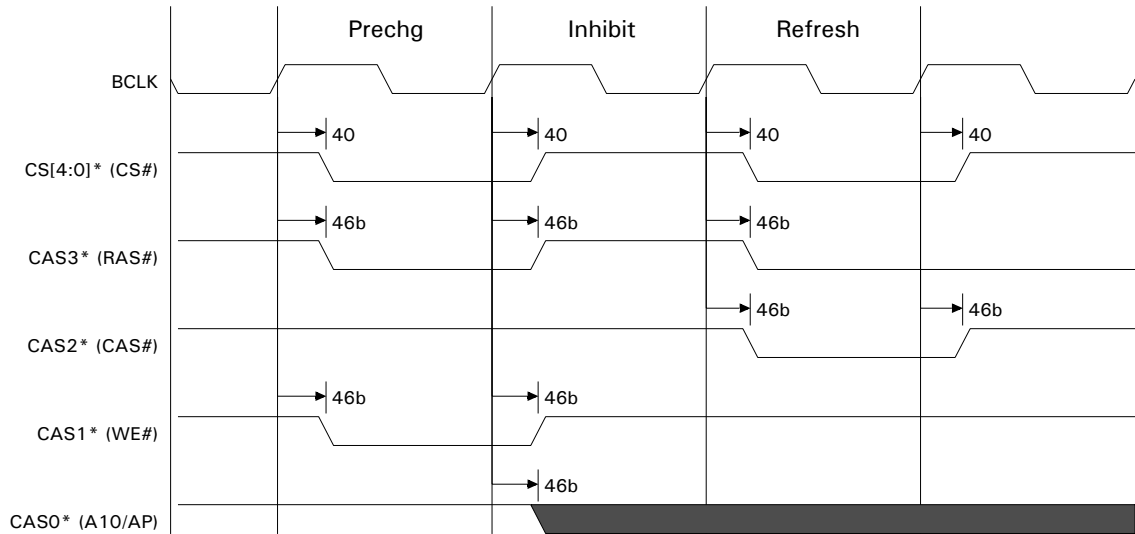 Prechg Inhibit Refresh
BCLK
40 40 40 40
CS[4:0]* (CS#)
46b 46b 46b
CAS3* (RAS#)
46b 46b
CAS2* (CAS#)
46b 46b
CAS1* (WE#)
46b
CAS0* (A10/AP)